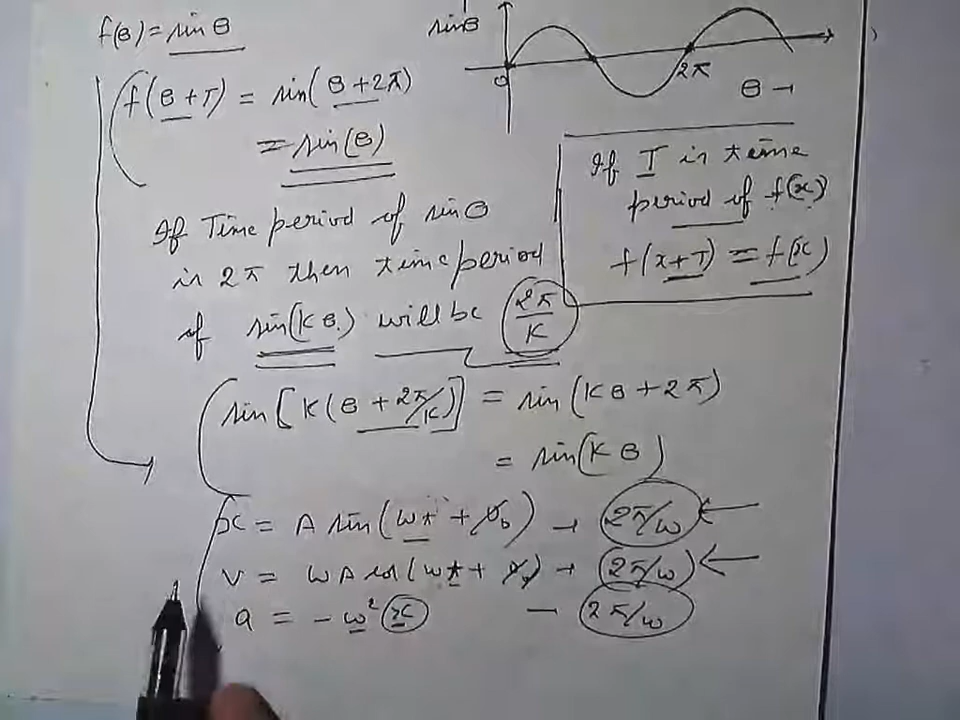 f(θ) = sin θ
f(θ + T) = sin(θ + 2π)
= sin(θ)
If Time period of sin θ
is 2π then time period
of sin(Kθ) will be 2π/K
sin[K(θ + 2π/K)] = sin(Kθ + 2π)
= sin(Kθ)
x = A sin(ωt + φ₀) → 2π/ω ←
v = ωA cos(ωt + φ₀) → 2π/ω ←
a = -ω² x → 2π/ω
sinθ
0
2π
θ →
If T is time
period of f(x)
f(x+T) = f(x)